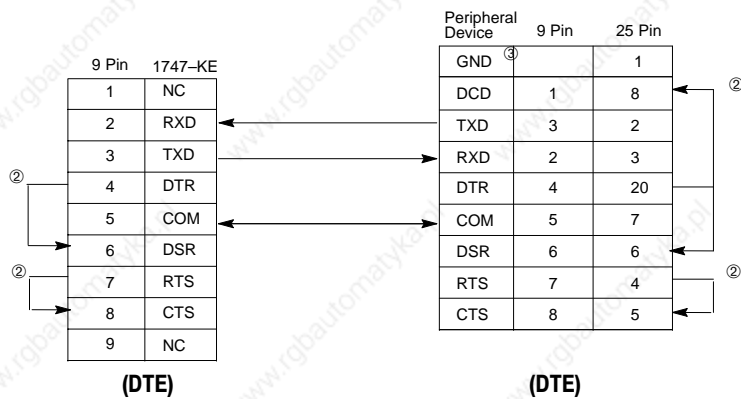 Peripheral
Device 9 Pin 25 Pin
GND ③ 1
DCD 1 8 ②
TXD 3 2
RXD 2 3
DTR 4 20
COM 5 7
DSR 6 6
RTS 7 4 ②
CTS 8 5
(DTE)
9 Pin 1747–KE
1 NC
2 RXD
3 TXD
② 4 DTR
5 COM
6 DSR
② 7 RTS
8 CTS
9 NC
(DTE)
www.rgbautomatyka.pl